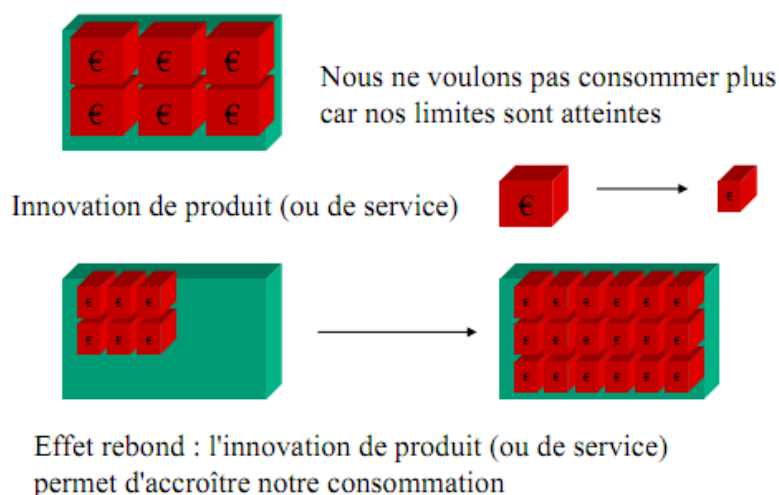 € € €
€ € €
Nous ne voulons pas consommer plus
car nos limites sont atteintes
Innovation de produit (ou de service)
€ €
€ € €
€ € €
€ € € € € €
€ € € € € €
€ € € € € €
Effet rebond : l'innovation de produit (ou de service)
permet d'accroître notre consommation